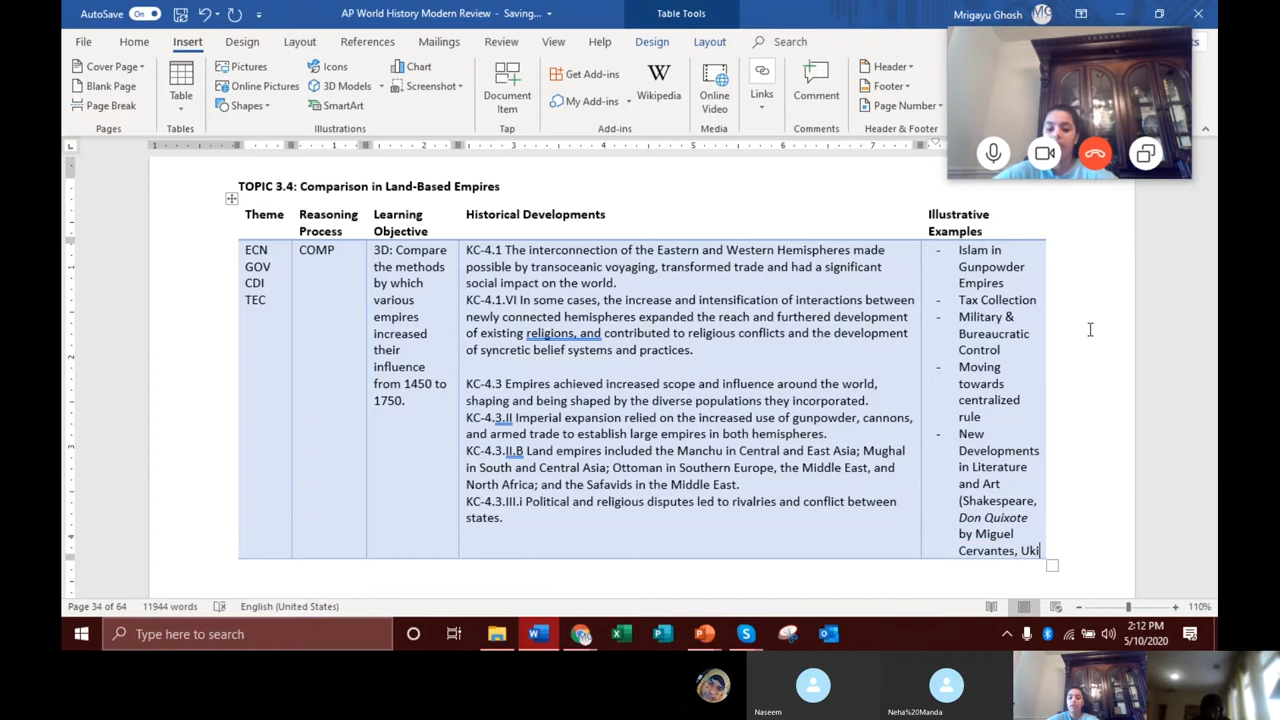 AutoSave On AP World History Modern Review - Saving... Table Tools Mrigayu Ghosh MG
File Home Insert Design Layout References Mailings Review View Help Design Layout Search
Cover Page Blank Page Page Break Pages
Table Tables
Pictures Online Pictures Shapes Icons 3D Models SmartArt Chart Screenshot Illustrations
Document Item Tap
Get Add-ins My Add-ins Wikipedia Add-ins
Online Video Media
Links
Comment Comments
Header Footer Page Number Header & Footer
TOPIC 3.4: Comparison in Land-Based Empires
Theme
Reasoning
Process
Learning
Objective
Historical Developments
Illustrative
Examples
ECN
GOV
CDI
TEC
COMP
3D: Compare
the methods
by which
various
empires
increased
their
influence
from 1450 to
1750.
KC-4.1 The interconnection of the Eastern and Western Hemispheres made
possible by transoceanic voyaging, transformed trade and had a significant
social impact on the world.
KC-4.1.VI In some cases, the increase and intensification of interactions between
newly connected hemispheres expanded the reach and furthered development
of existing religions, and contributed to religious conflicts and the development
of syncretic belief systems and practices.
KC-4.3 Empires achieved increased scope and influence around the world,
shaping and being shaped by the diverse populations they incorporated.
KC-4.3.II Imperial expansion relied on the increased use of gunpowder, cannons,
and armed trade to establish large empires in both hemispheres.
KC-4.3.II.B Land empires included the Manchu in Central and East Asia; Mughal
in South and Central Asia; Ottoman in Southern Europe, the Middle East, and
North Africa; and the Safavids in the Middle East.
KC-4.3.III.i Political and religious disputes led to rivalries and conflict between
states.
- Islam in
Gunpowder
Empires
- Tax Collection
- Military &
Bureaucratic
Control
- Moving
towards
centralized
rule
- New
Developments
in Literature
and Art
(Shakespeare,
Don Quixote
by Miguel
Cervantes, Uki
Page 34 of 64 11944 words English (United States) 110%
Type here to search
2:12 PM
5/10/2020
Naseem
Neha%20Manda